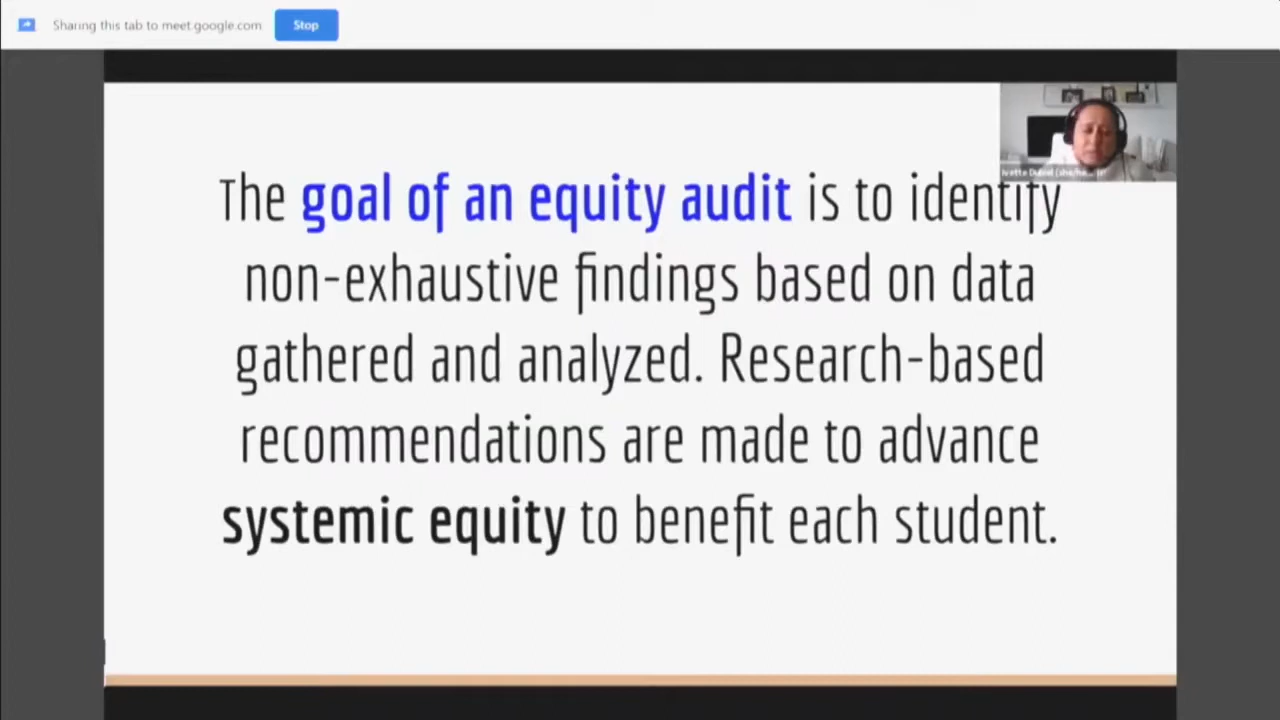 Sharing this tab to meet.google.com
Stop
Ivette
The goal of an equity audit is to identify
non-exhaustive findings based on data
gathered and analyzed. Research-based
recommendations are made to advance
systemic equity to benefit each student.